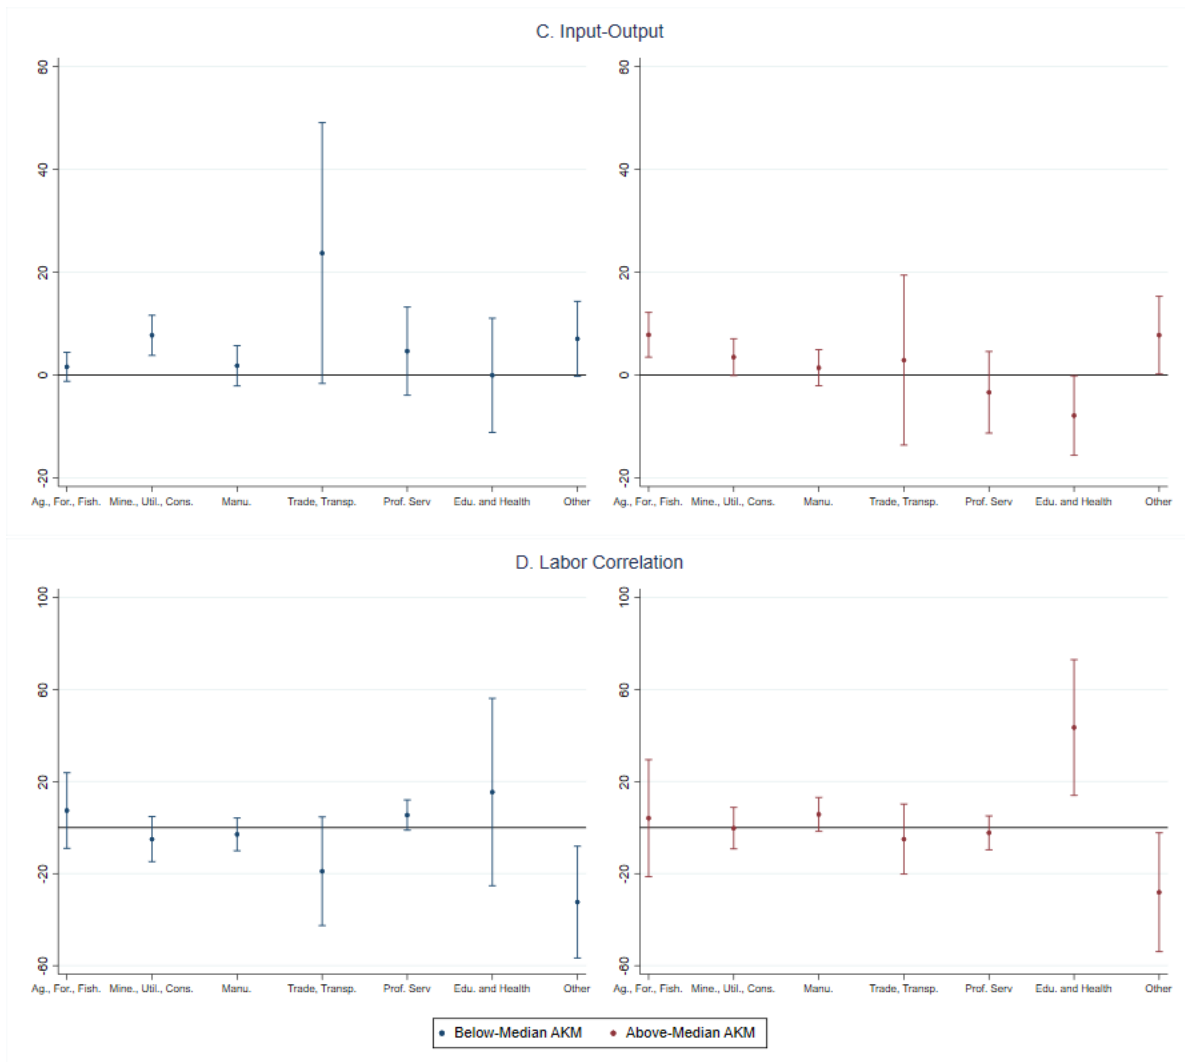 C. Input-Output
60
40
20
0
-20
Ag., For., Fish. Mine., Util., Cons. Manu. Trade, Transp. Prof. Serv Edu. and Health Other
60
40
20
0
-20
Ag., For., Fish. Mine., Util., Cons. Manu. Trade, Transp. Prof. Serv Edu. and Health Other
D. Labor Correlation
100
60
20
-20
-60
Ag., For., Fish. Mine., Util., Cons. Manu. Trade, Transp. Prof. Serv Edu. and Health Other
100
60
20
-20
-60
Ag., For., Fish. Mine., Util., Cons. Manu. Trade, Transp. Prof. Serv Edu. and Health Other
Below-Median AKM Above-Median AKM